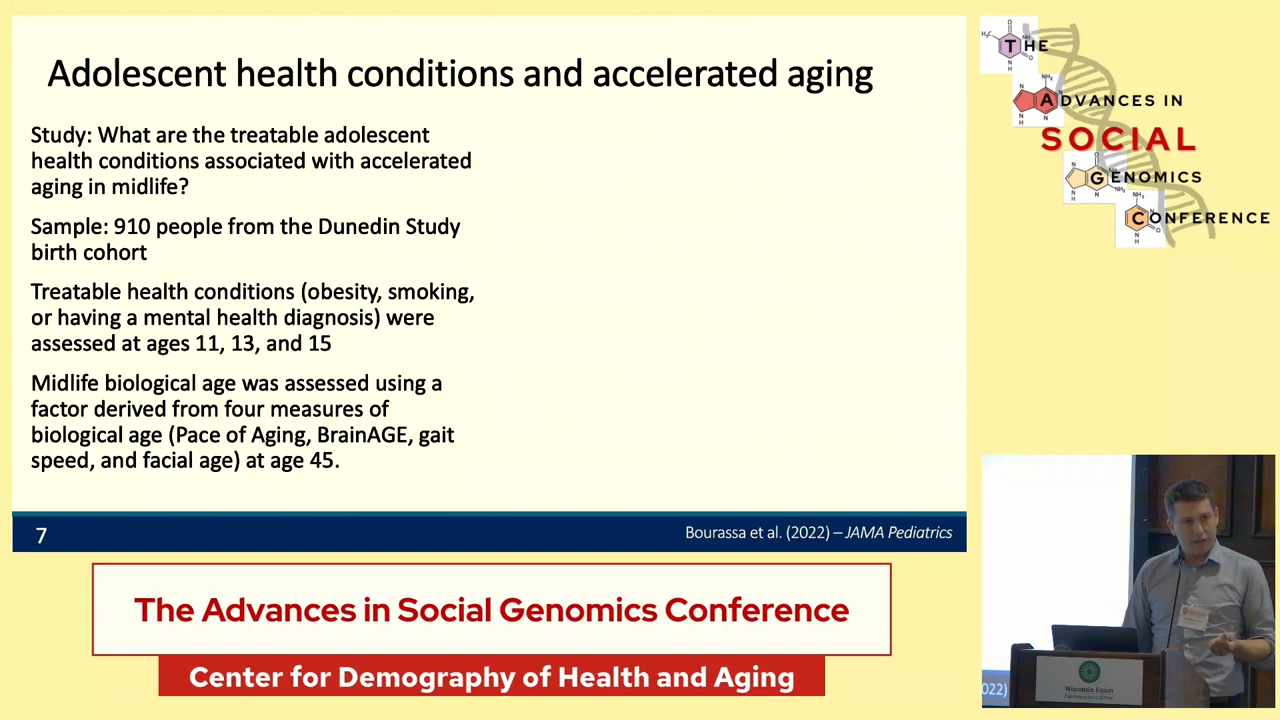 Adolescent health conditions and accelerated aging
Study: What are the treatable adolescent
health conditions associated with accelerated
aging in midlife?
Sample: 910 people from the Dunedin Study
birth cohort
Treatable health conditions (obesity, smoking,
or having a mental health diagnosis) were
assessed at ages 11, 13, and 15
Midlife biological age was assessed using a
factor derived from four measures of
biological age (Pace of Aging, BrainAGE, gait
speed, and facial age) at age 45.
7
Bourassa et al. (2022) – JAMA Pediatrics
THE
ADVANCES IN
SOCIAL
GENOMICS
CONFERENCE
The Advances in Social Genomics Conference
Center for Demography of Health and Aging
2022)
Wisconsin Union